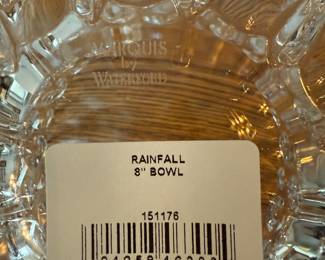 MARQUIS
by
WATERFORD
RAINFALL
8" BOWL
151176